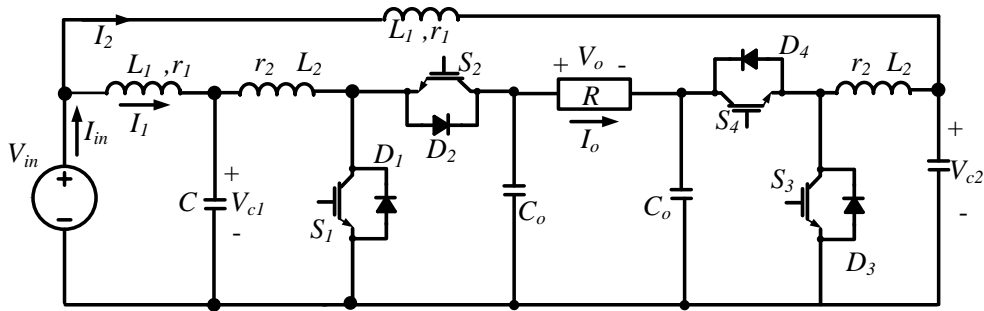 L1 ,r1
I2
L1 ,r1
r2 L2
S2
+ Vo -
D4
r2 L2
I1
Iin
R
S4
Vin
D2
Io
+
+
D1
S3
+
-
C
Vc1
Co
Co
Vc2
-
S1
-
D3